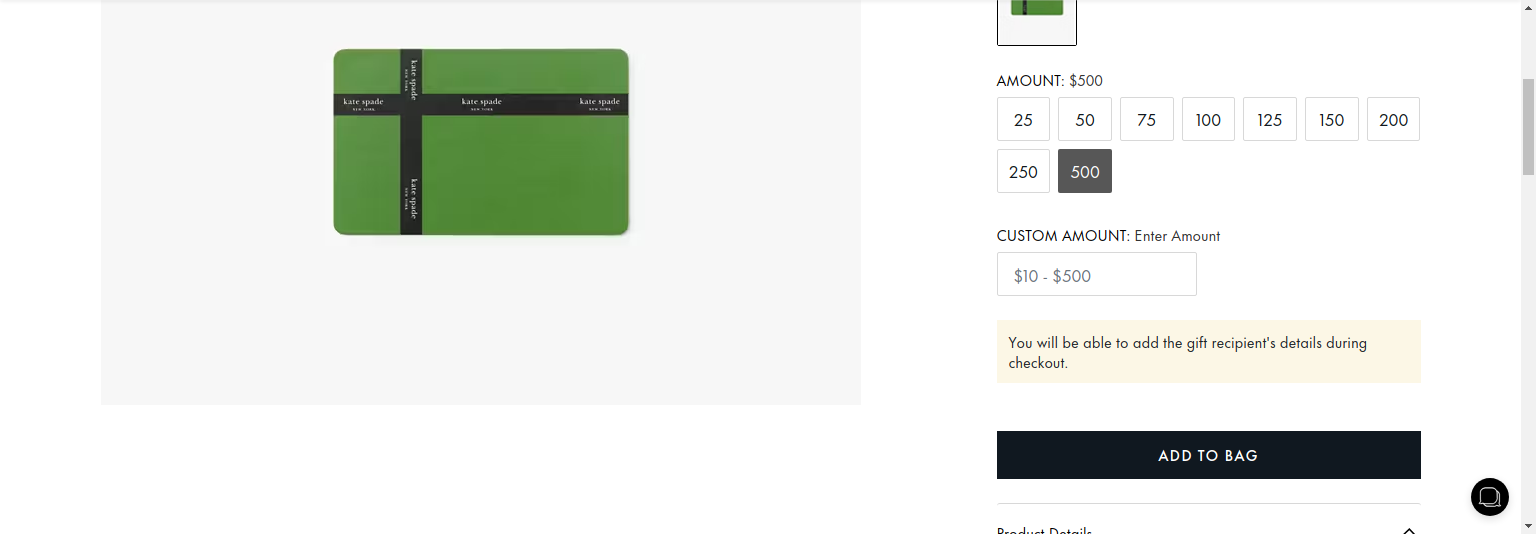 kate spade
NEW YORK
kate spade
NEW YORK
kate spade
NEW YORK
kate spade
NEW YORK
kate spade
NEW YORK
AMOUNT: $500
25 50 75 100 125 150 200
250 500
CUSTOM AMOUNT: Enter Amount
$10 - $500
You will be able to add the gift recipient's details during
checkout.
ADD TO BAG
Product Details